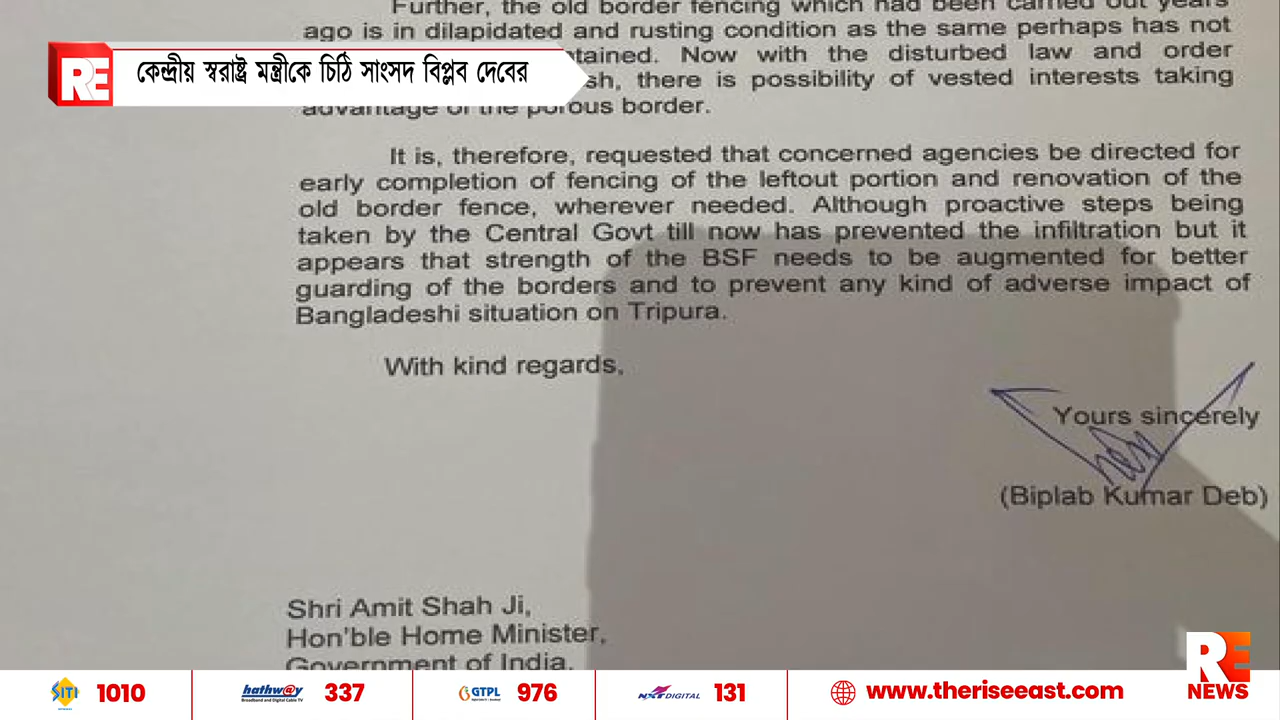 Further, the old border fencing which had been carried out years
ago is in dilapidated and rusting condition as the same perhaps has not
RE
কেন্দ্রীয় স্বরাষ্ট্র মন্ত্রীকে চিঠি সাংসদ বিপ্লব দেবের
tained. Now with the disturbed law and order
sh, there is possibility of vested interests taking
advantage of the porous border.
It is, therefore, requested that concerned agencies be directed for
early completion of fencing of the leftout portion and renovation of the
old border fence, wherever needed. Although proactive steps being
taken by the Central Govt till now has prevented the infiltration but it
appears that strength of the BSF needs to be augmented for better
guarding of the borders and to prevent any kind of adverse impact of
Bangladeshi situation on Tripura.
With kind regards,
Yours sincerely
(Biplab Kumar Deb)
Shri Amit Shah Ji,
Hon'ble Home Minister,
Government of India,
RE
NEWS
SITI 1010
hathw@y 337
GTPL 976
NXT DIGITAL 131
www.theriseeast.com